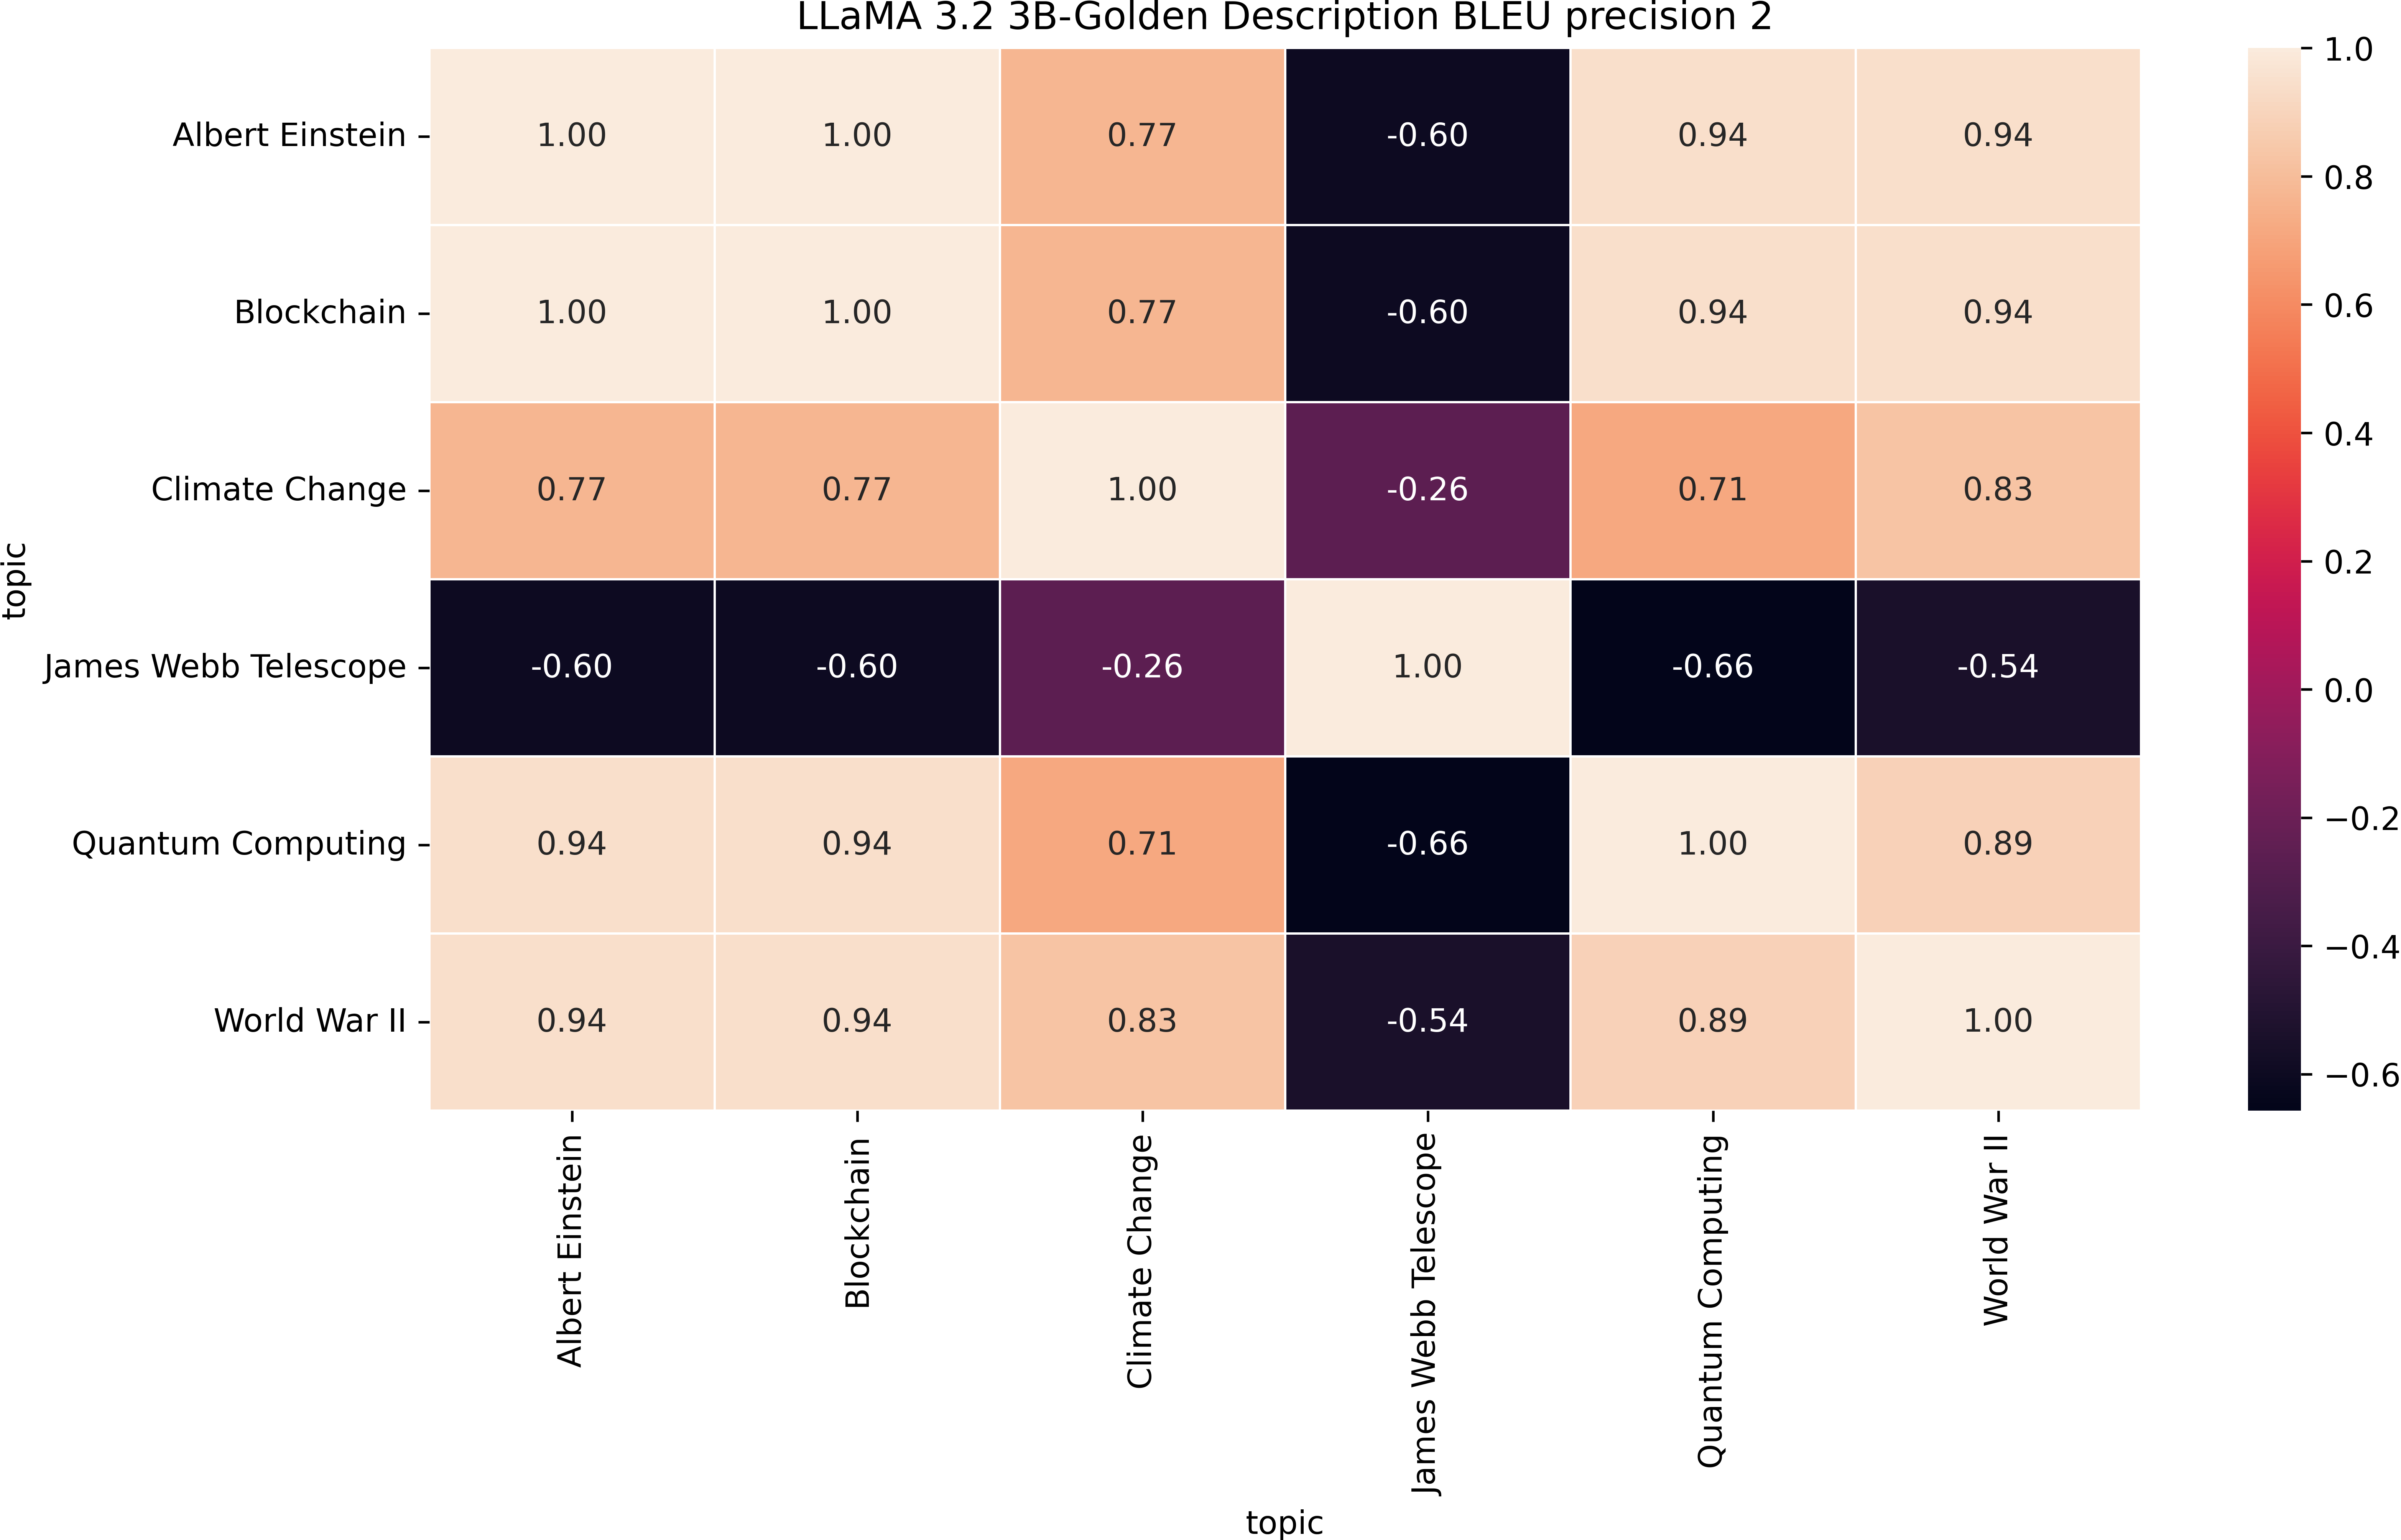 LLaMA 3.2 3B-Golden Description BLEU precision 2
topic
Albert Einstein 1.00 1.00 0.77 -0.60 0.94 0.94
Blockchain 1.00 1.00 0.77 -0.60 0.94 0.94
Climate Change 0.77 0.77 1.00 -0.26 0.71 0.83
James Webb Telescope -0.60 -0.60 -0.26 1.00 -0.66 -0.54
Quantum Computing 0.94 0.94 0.71 -0.66 1.00 0.89
World War II 0.94 0.94 0.83 -0.54 0.89 1.00
Albert Einstein
Blockchain
Climate Change
James Webb Telescope
Quantum Computing
World War II
topic
1.0
0.8
0.6
0.4
0.2
0.0
−0.2
−0.4
−0.6